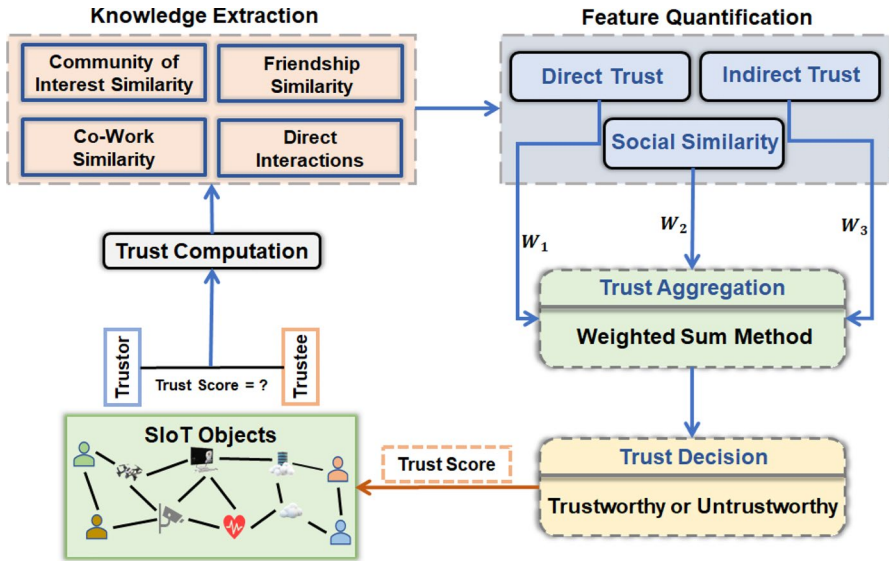 Knowledge Extraction
Community of
Interest Similarity
Friendship
Similarity
Co-Work
Similarity
Direct
Interactions
Feature Quantification
Direct Trust
Indirect Trust
Social Similarity
W1
W2
W3
Trust Computation
Trust Aggregation
Weighted Sum Method
Trustor
Trust Score = ?
Trustee
SIoT Objects
Trust Score
Trust Decision
Trustworthy or Untrustworthy